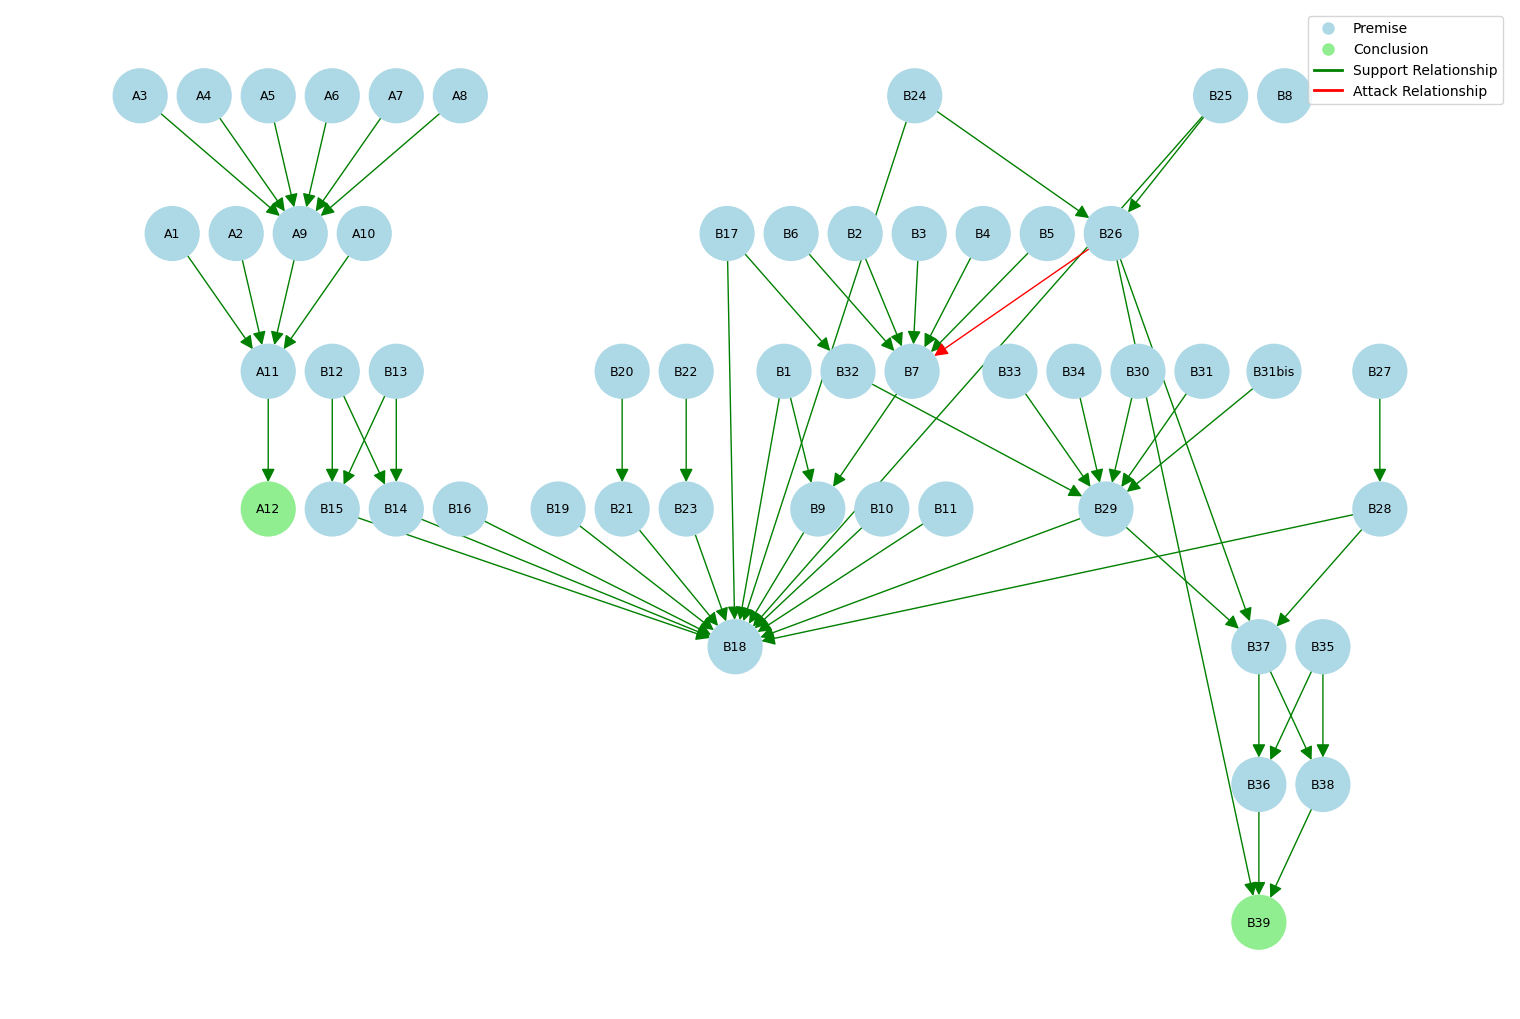 Premise
Conclusion
Support Relationship
Attack Relationship
A3 A4 A5 A6 A7 A8 B24 B25 B8
A1 A2 A9 A10 B17 B6 B2 B3 B4 B5 B26
A11 B12 B13 B20 B22 B1 B32 B7 B33 B34 B30 B31 B31bis B27
A12 B15 B14 B16 B19 B21 B23 B9 B10 B11 B29 B28
B18 B37 B35
B36 B38
B39